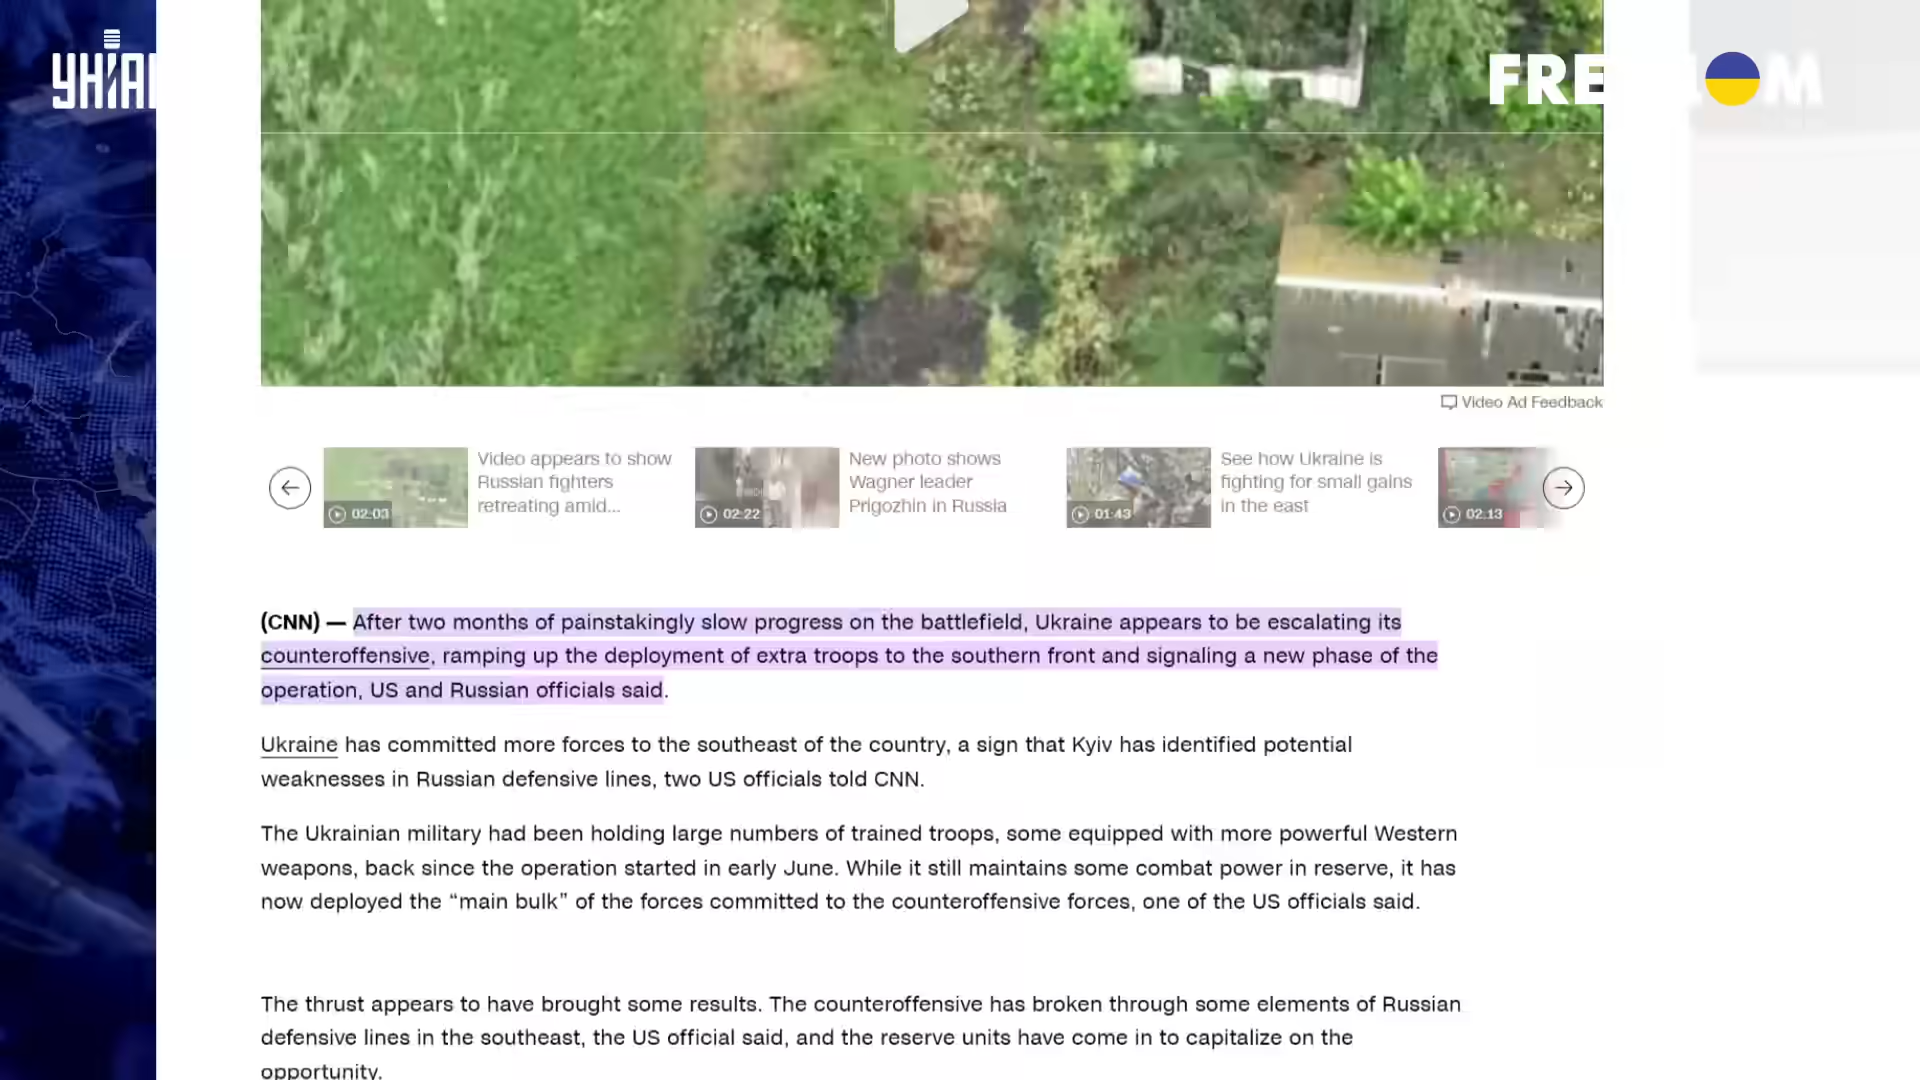 УНІАН
FREEDOM
Video Ad Feedback
Video appears to show
Russian fighters
retreating amid...
02:03
New photo shows
Wagner leader
Prigozhin in Russia
02:22
See how Ukraine is
fighting for small gains
in the east
01:43
02:13
(CNN) — After two months of painstakingly slow progress on the battlefield, Ukraine appears to be escalating its
counteroffensive, ramping up the deployment of extra troops to the southern front and signaling a new phase of the
operation, US and Russian officials said.
Ukraine has committed more forces to the southeast of the country, a sign that Kyiv has identified potential
weaknesses in Russian defensive lines, two US officials told CNN.
The Ukrainian military had been holding large numbers of trained troops, some equipped with more powerful Western
weapons, back since the operation started in early June. While it still maintains some combat power in reserve, it has
now deployed the “main bulk” of the forces committed to the counteroffensive forces, one of the US officials said.
The thrust appears to have brought some results. The counteroffensive has broken through some elements of Russian
defensive lines in the southeast, the US official said, and the reserve units have come in to capitalize on the
opportunity.